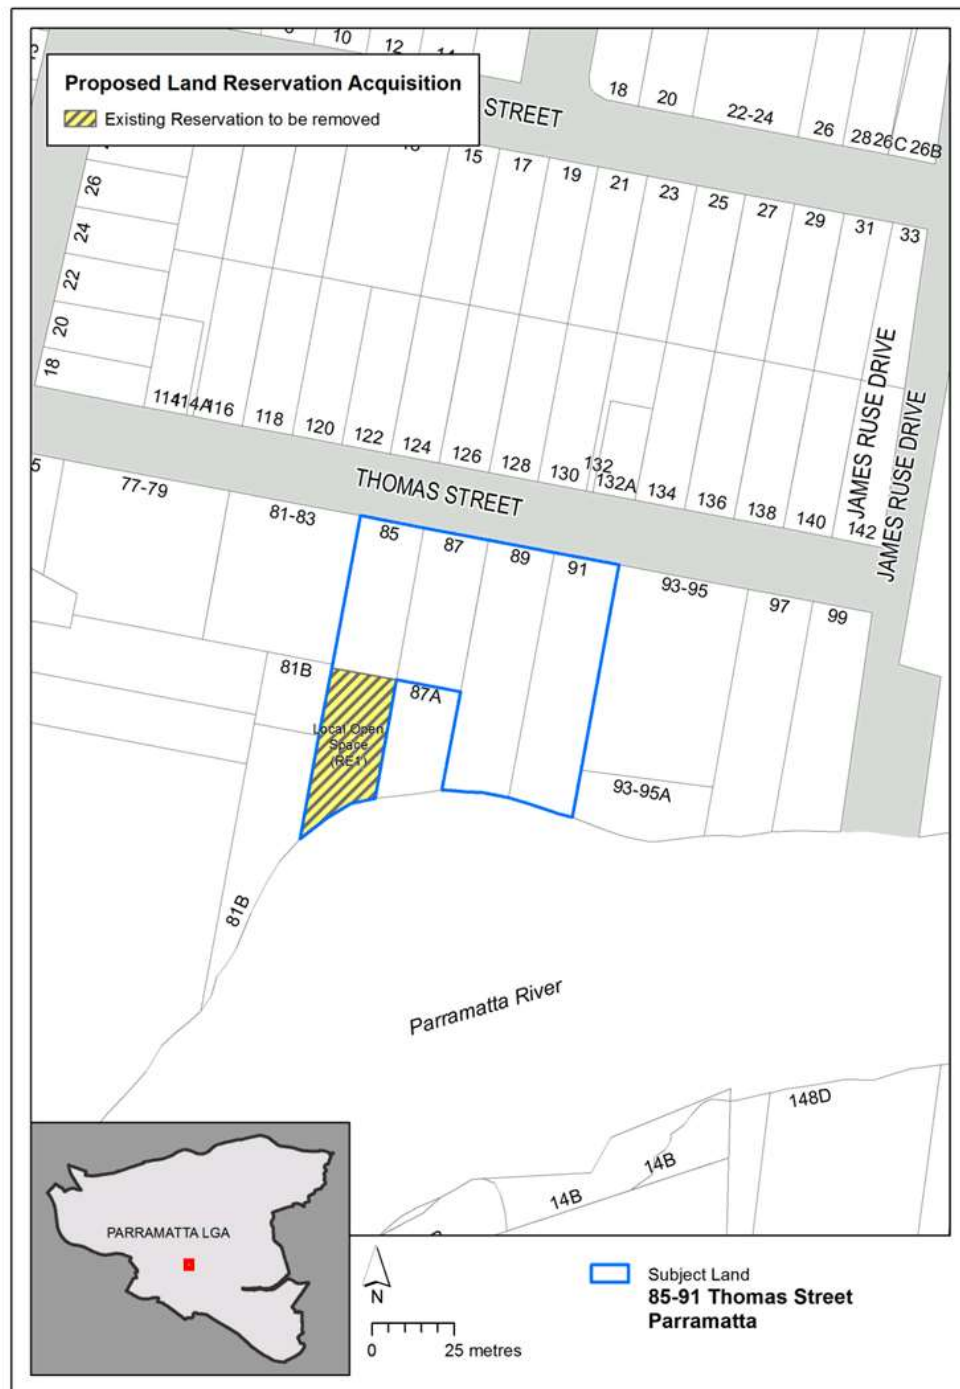 10
12
Proposed Land Reservation Acquisition
Existing Reservation to be removed
STREET
18
20
22-24
26
28
26C
26B
15
17
19
21
23
25
27
29
31
33
26
24
22
20
18
114
114A
116
118
120
122
124
126
128
130
132
132A
134
136
138
140
142
JAMES RUSE DRIVE
JAMES RUSE DRIVE
THOMAS STREET
5
77-79
81-83
85
87
89
91
93-95
97
99
81B
87A
Local Open
Space
(RE1)
93-95A
81B
Parramatta River
148D
14B
14B
PARRAMATTA LGA
N
0
25 metres
Subject Land
85-91 Thomas Street
Parramatta